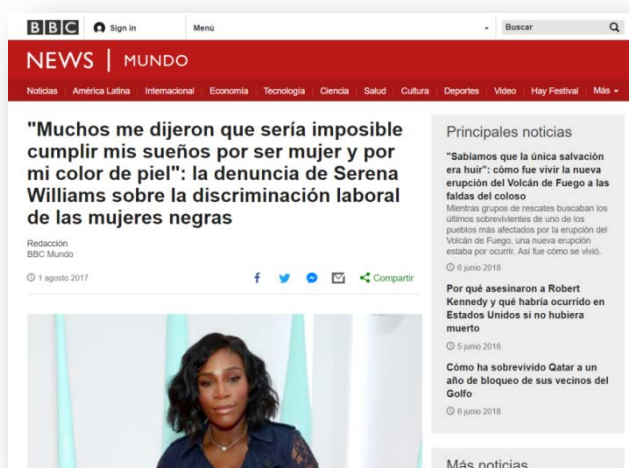 BBC Sign in Menú Buscar
NEWS | MUNDO
Noticias América Latina Internacional Economía Tecnología Ciencia Salud Cultura Deportes Video Hay Festival Más
"Muchos me dijeron que sería imposible
cumplir mis sueños por ser mujer y por
mi color de piel": la denuncia de Serena
Williams sobre la discriminación laboral
de las mujeres negras
Redacción
BBC Mundo
1 agosto 2017
Compartir
Principales noticias
"Sabíamos que la única salvación
era huir": cómo fue vivir la nueva
erupción del Volcán de Fuego a las
faldas del coloso
Mientras grupos de rescates buscaban los
últimos sobrevivientes de uno de los
pueblos más afectados por la erupción del
Volcán de Fuego, una nueva erupción
estaba por ocurrir. Así fue cómo se vivió.
6 junio 2018
Por qué asesinaron a Robert
Kennedy y qué habría ocurrido en
Estados Unidos si no hubiera
muerto
5 junio 2018
Cómo ha sobrevivido Qatar a un
año de bloqueo de sus vecinos del
Golfo
6 junio 2018
Más noticias